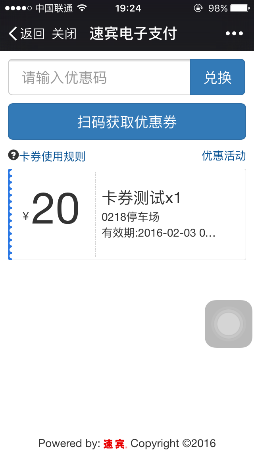 中国联通 19:24 98%
返回 关闭 速宾电子支付
请输入优惠码 兑换
扫码获取优惠券
卡券使用规则 优惠活动
¥20
卡券测试x1
0218停车场
有效期:2016-02-03 0...
Powered by: 速宾. Copyright ©2016